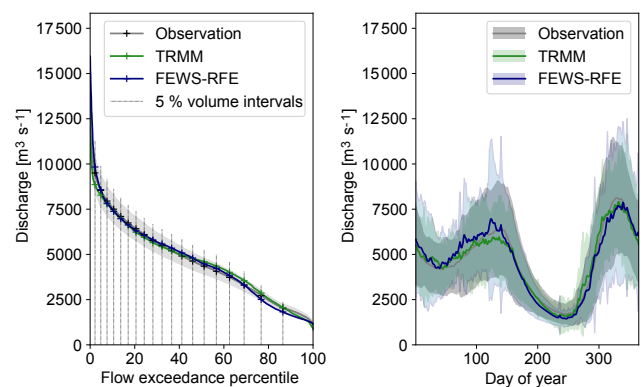 17500
15000
12500
10000
7500
5000
2500
0
Discharge [m³ s⁻¹]
Observation
TRMM
FEWS-RFE
5 % volume intervals
0 20 40 60 80 100
Flow exceedance percentile
17500
15000
12500
10000
7500
5000
2500
0
Discharge [m³ s⁻¹]
Observation
TRMM
FEWS-RFE
100 200 300
Day of year